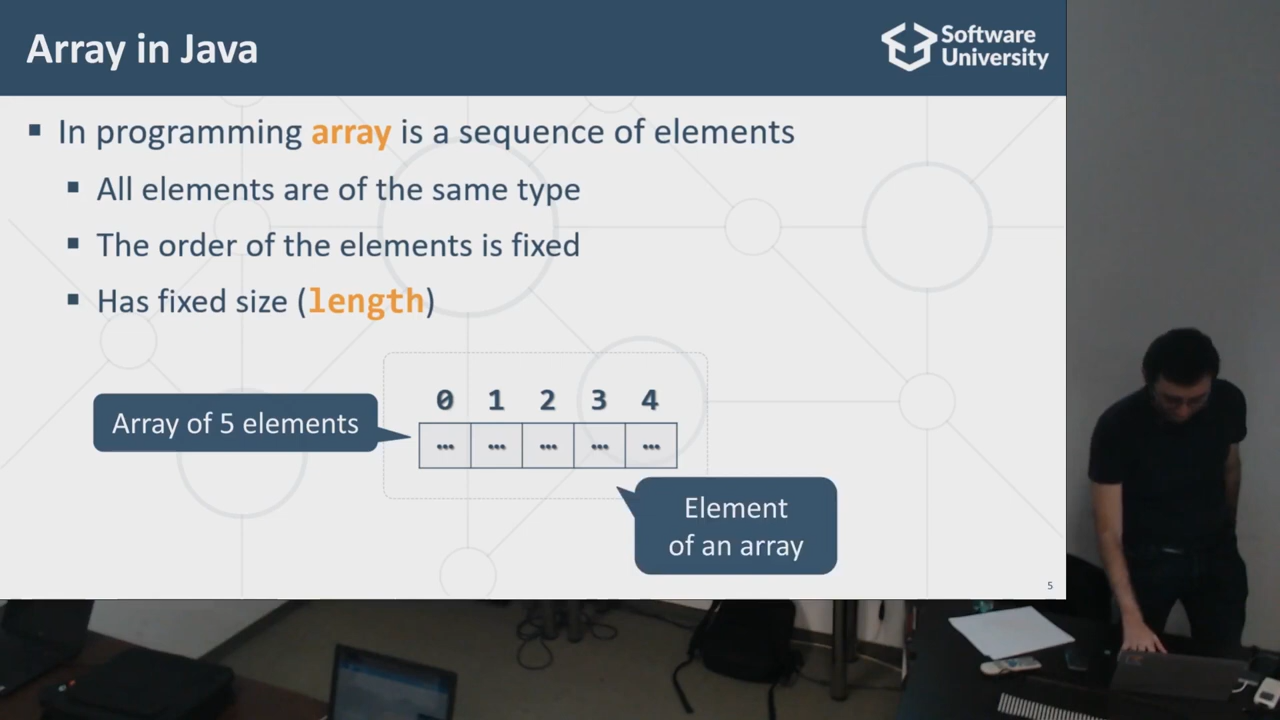 Array in Java
Software
University
▪ In programming array is a sequence of elements
▪ All elements are of the same type
▪ The order of the elements is fixed
▪ Has fixed size (length)
0 1 2 3 4
Array of 5 elements
… … … … …
Element
of an array
5